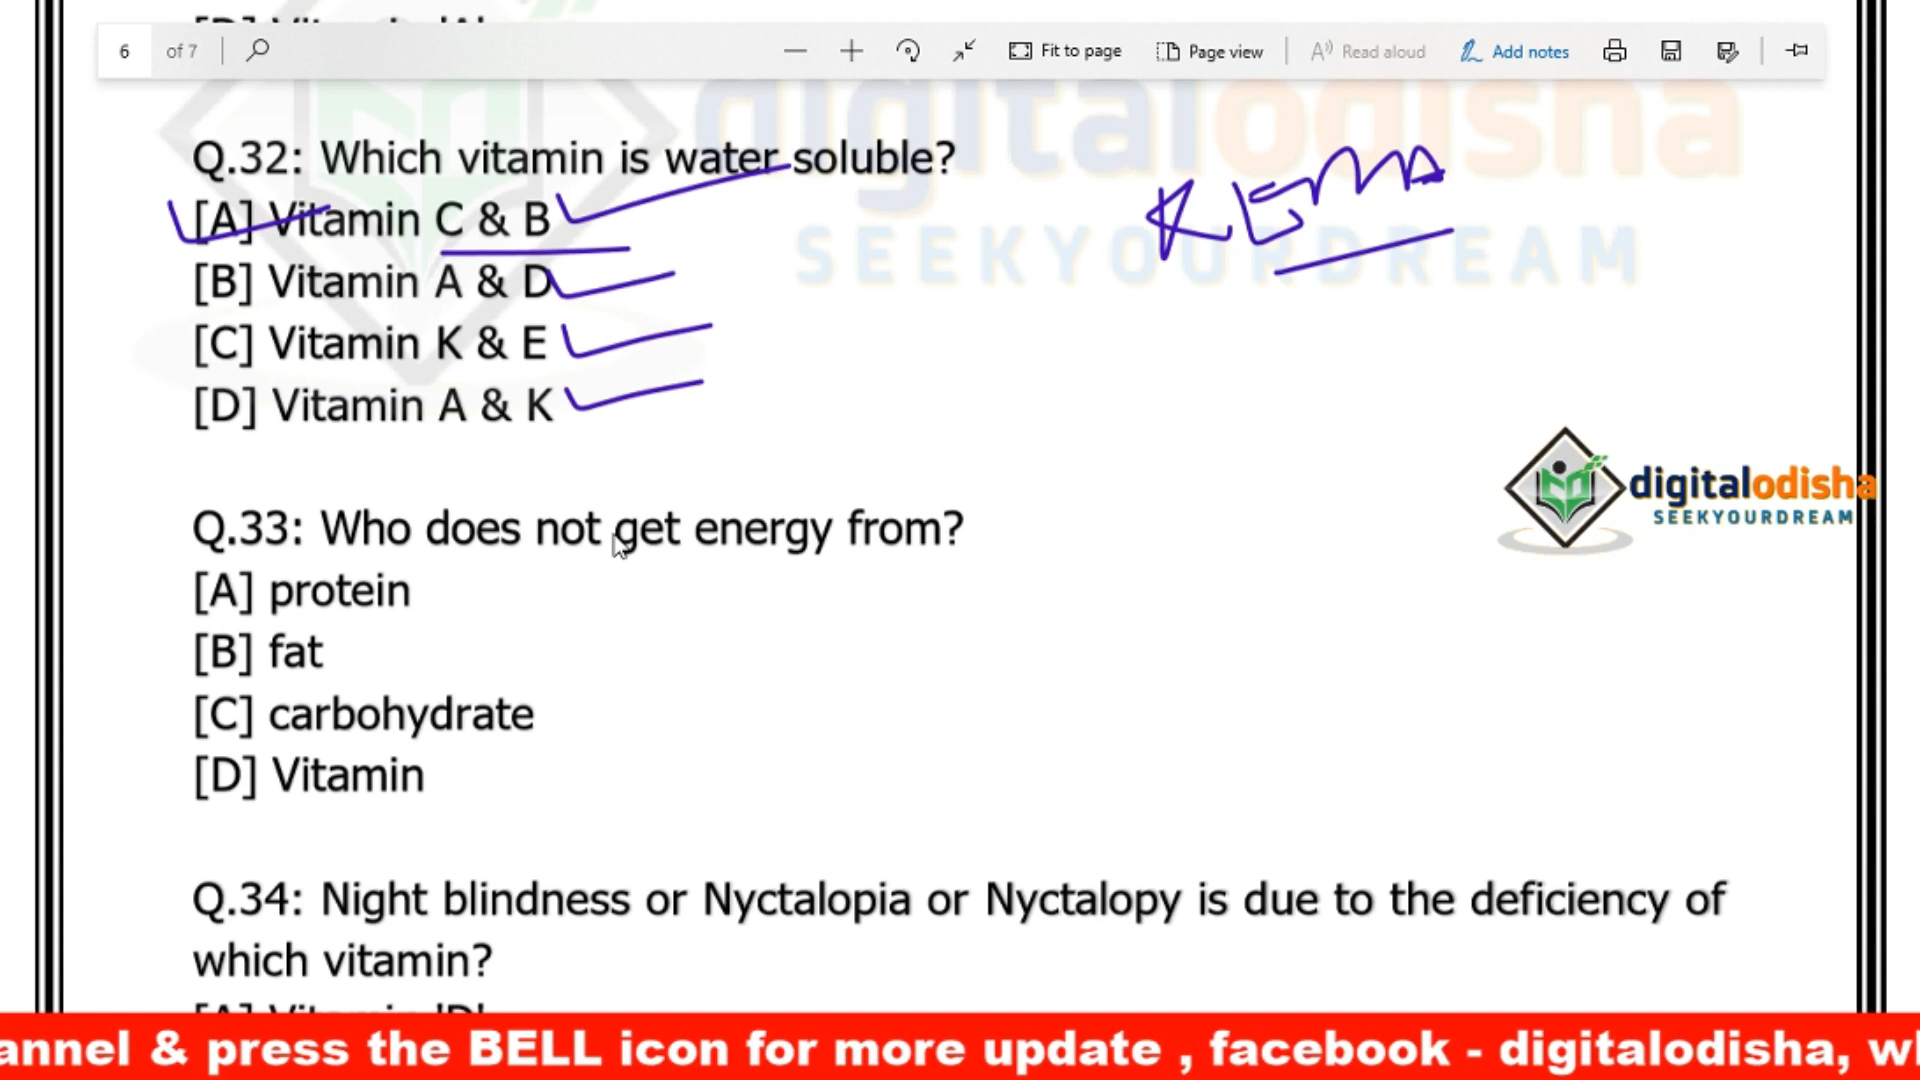 6 of 7 Fit to page Page view Read aloud Add notes
digitalodisha
SEEKYOURDREAM
Q.32: Which vitamin is water soluble?
[A] Vitamin C & B
[B] Vitamin A & D
[C] Vitamin K & E
[D] Vitamin A & K
digitalodisha
SEEKYOURDREAM
Q.33: Who does not get energy from?
[A] protein
[B] fat
[C] carbohydrate
[D] Vitamin
Q.34: Night blindness or Nyctalopia or Nyctalopy is due to the deficiency of
which vitamin?
annel & press the BELL icon for more update , facebook - digitalodisha, wh